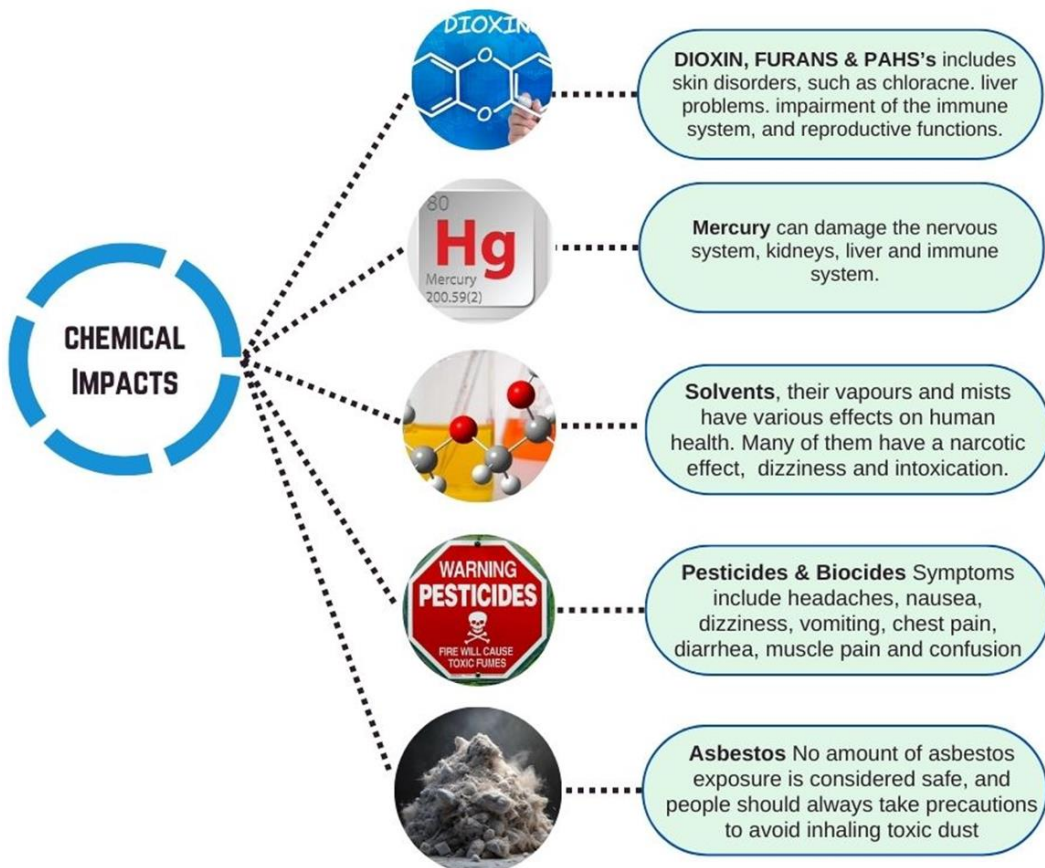 CHEMICAL
IMPACTS
DIOXIN
O
O
DIOXIN, FURANS & PAHS's includes
skin disorders, such as chloracne. liver
problems. impairment of the immune
system, and reproductive functions.
80
Hg
Mercury
200.59(2)
Mercury can damage the nervous
system, kidneys, liver and immune
system.
Solvents, their vapours and mists
have various effects on human
health. Many of them have a narcotic
effect, dizziness and intoxication.
WARNING
PESTICIDES
FIRE WILL CAUSE
TOXIC FUMES
Pesticides & Biocides Symptoms
include headaches, nausea,
dizziness, vomiting, chest pain,
diarrhea, muscle pain and confusion
Asbestos No amount of asbestos
exposure is considered safe, and
people should always take precautions
to avoid inhaling toxic dust